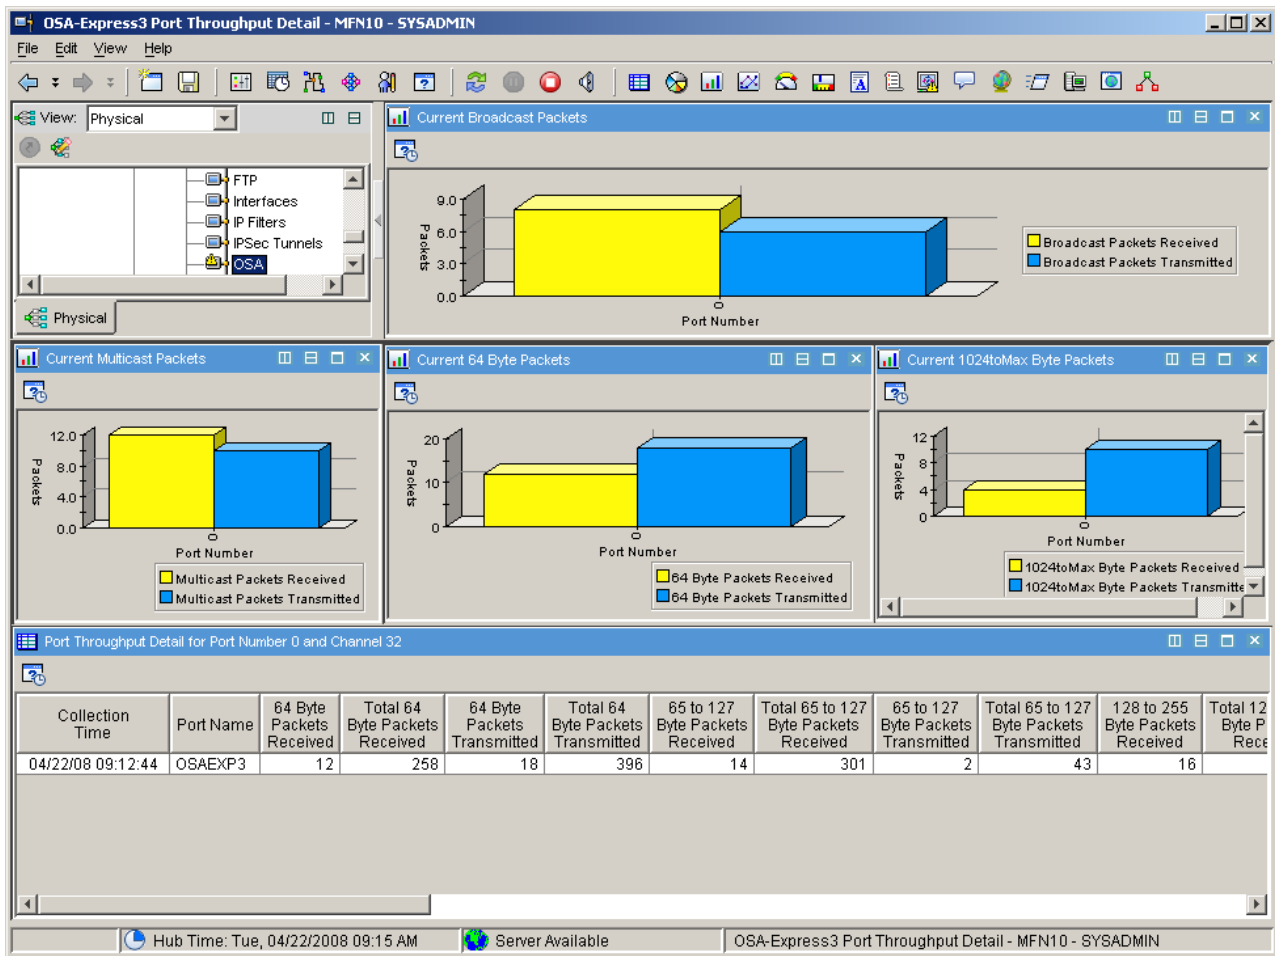 OSA-Express3 Port Throughput Detail - MFN10 - SYSADMIN
File Edit View Help
View: Physical
FTP
Interfaces
IP Filters
IPSec Tunnels
OSA
Physical
Current Broadcast Packets
9.0
6.0
3.0
0.0
Packets
0
Port Number
Broadcast Packets Received
Broadcast Packets Transmitted
Current Multicast Packets
12.0
8.0
4.0
0.0
Packets
0
Port Number
Multicast Packets Received
Multicast Packets Transmitted
Current 64 Byte Packets
20
10
0
Packets
0
Port Number
64 Byte Packets Received
64 Byte Packets Transmitted
Current 1024toMax Byte Packets
12
8
4
0
Packets
0
Port Number
1024toMax Byte Packets Received
1024toMax Byte Packets Transmitte
Port Throughput Detail for Port Number 0 and Channel 32
Collection Time
Port Name
64 Byte Packets Received
Total 64 Byte Packets Received
64 Byte Packets Transmitted
Total 64 Byte Packets Transmitted
65 to 127 Byte Packets Received
Total 65 to 127 Byte Packets Received
65 to 127 Byte Packets Transmitted
Total 65 to 127 Byte Packets Transmitted
128 to 255 Byte Packets Received
Total 12 Byte P Rece
04/22/08 09:12:44 OSAEXP3 12 258 18 396 14 301 2 43 16
Hub Time: Tue, 04/22/2008 09:15 AM
Server Available
OSA-Express3 Port Throughput Detail - MFN10 - SYSADMIN